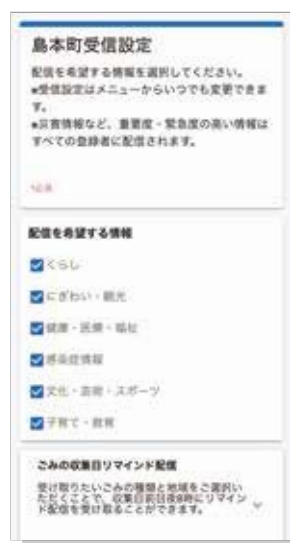 島本町受信設定
配信を希望する情報を選択してください。
●受信設定はメニューからいつでも変更できま
す。
●災害情報など、重要度・緊急度の高い情報は
すべての登録者に配信されます。
*必須
配信を希望する情報
くらし
にぎわい・観光
健康・医療・福祉
感染症情報
文化・芸術・スポーツ
子育て・教育
ごみの収集日リマインド配信
受け取りたいごみの種類と地域をご選択い
ただくことで、収集日前日夜8時にリマイン
ド配信を受け取ることができます。